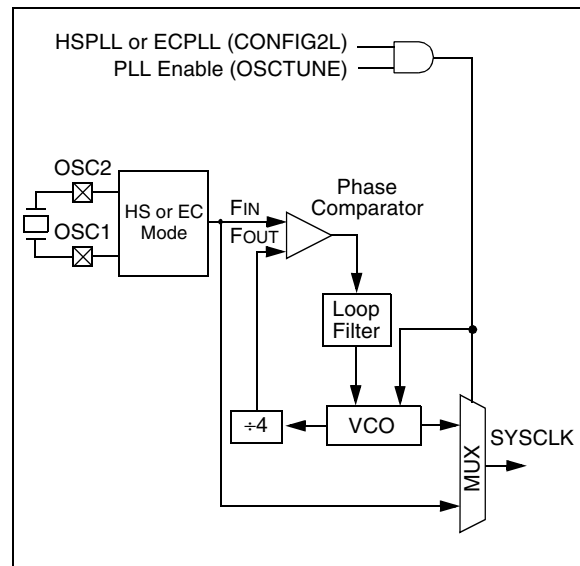 HSPLL or ECPLL (CONFIG2L)
PLL Enable (OSCTUNE)
OSC2
OSC1
HS or EC
Mode
FIN
FOUT
Phase
Comparator
Loop
Filter
÷4
VCO
MUX
SYSCLK